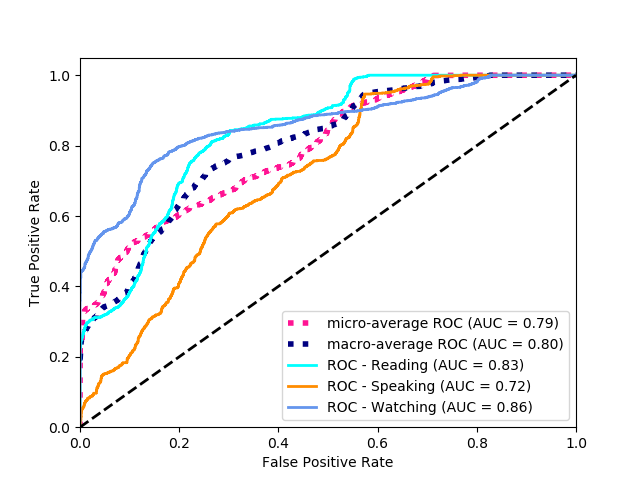 1.0
0.8
0.6
0.4
0.2
0.0
True Positive Rate
micro-average ROC (AUC = 0.79)
macro-average ROC (AUC = 0.80)
ROC - Reading (AUC = 0.83)
ROC - Speaking (AUC = 0.72)
ROC - Watching (AUC = 0.86)
0.0 0.2 0.4 0.6 0.8 1.0
False Positive Rate